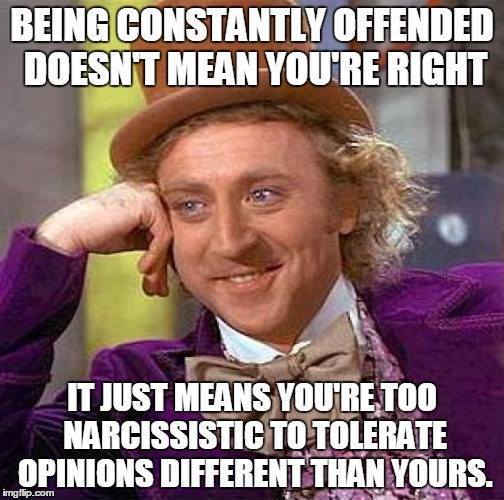 BEING CONSTANTLY OFFENDED
DOESN'T MEAN YOU'RE RIGHT
IT JUST MEANS YOU'RE TOO
NARCISSISTIC TO TOLERATE
OPINIONS DIFFERENT THAN YOURS.
imgflip.com